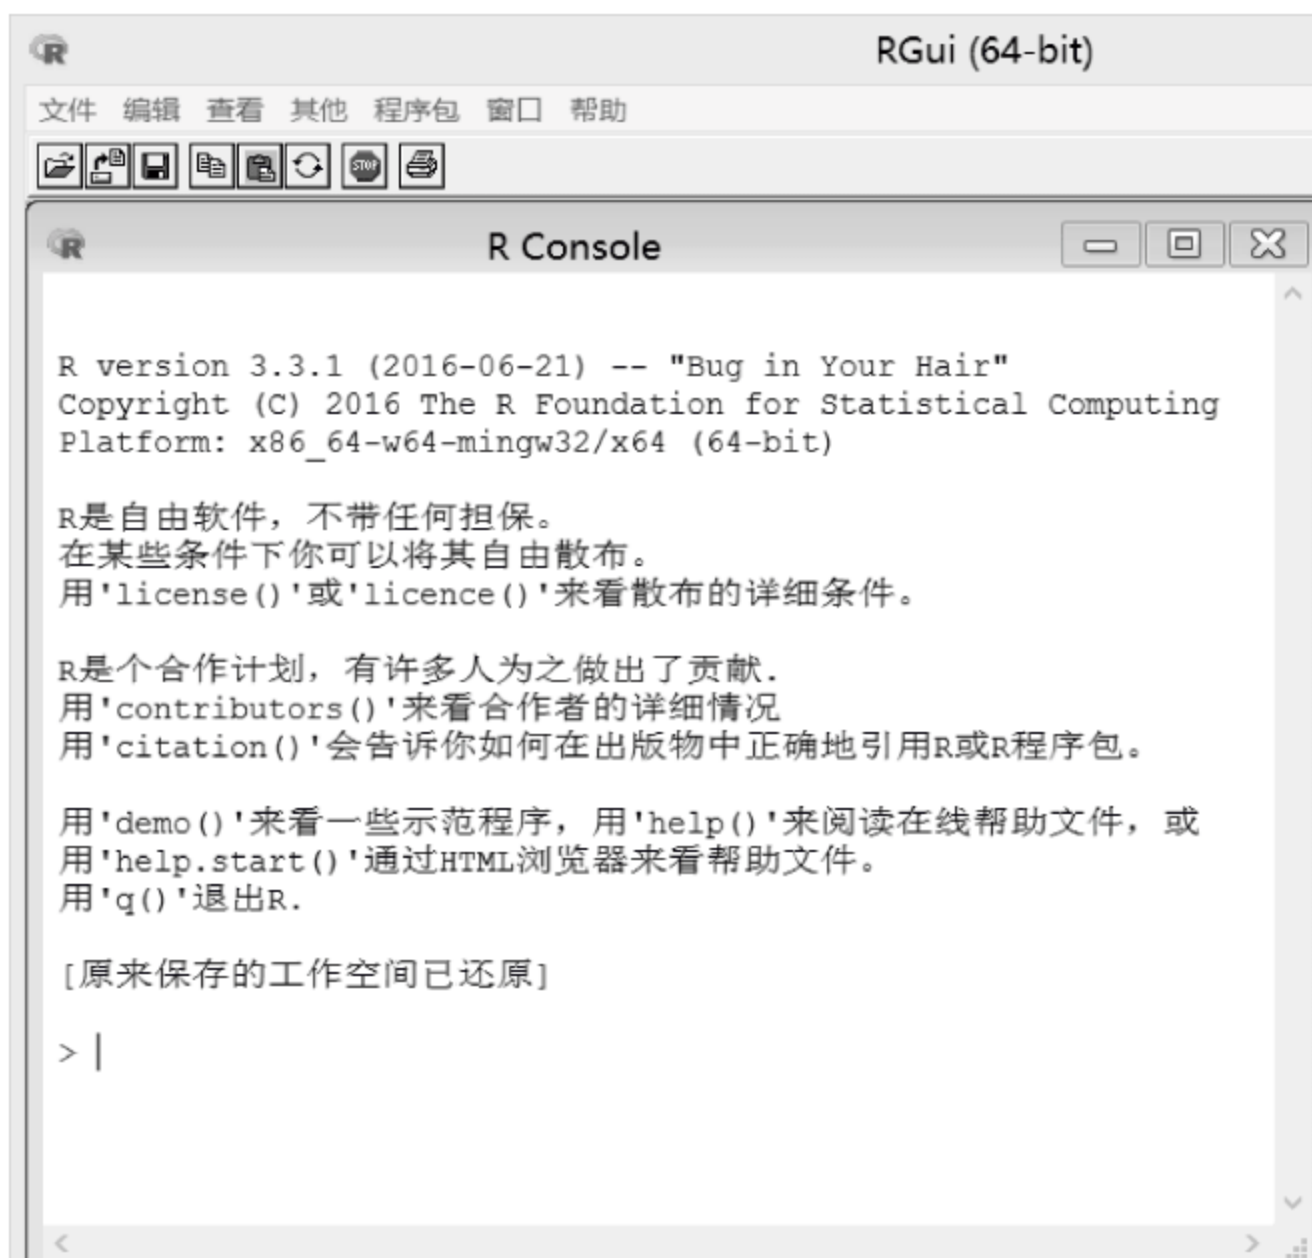 RGui (64-bit)
文件 编辑 查看 其他 程序包 窗口 帮助
STOP
R Console
R version 3.3.1 (2016-06-21) -- "Bug in Your Hair"
Copyright (C) 2016 The R Foundation for Statistical Computing
Platform: x86_64-w64-mingw32/x64 (64-bit)
R是自由软件，不带任何担保。
在某些条件下你可以将其自由散布。
用'license()'或'licence()'来看散布的详细条件。
R是个合作计划，有许多人为之做出了贡献.
用'contributors()'来看合作者的详细情况
用'citation()'会告诉你如何在出版物中正确地引用R或R程序包。
用'demo()'来看一些示范程序，用'help()'来阅读在线帮助文件，或
用'help.start()'通过HTML浏览器来看帮助文件。
用'q()'退出R.
[原来保存的工作空间已还原]
>